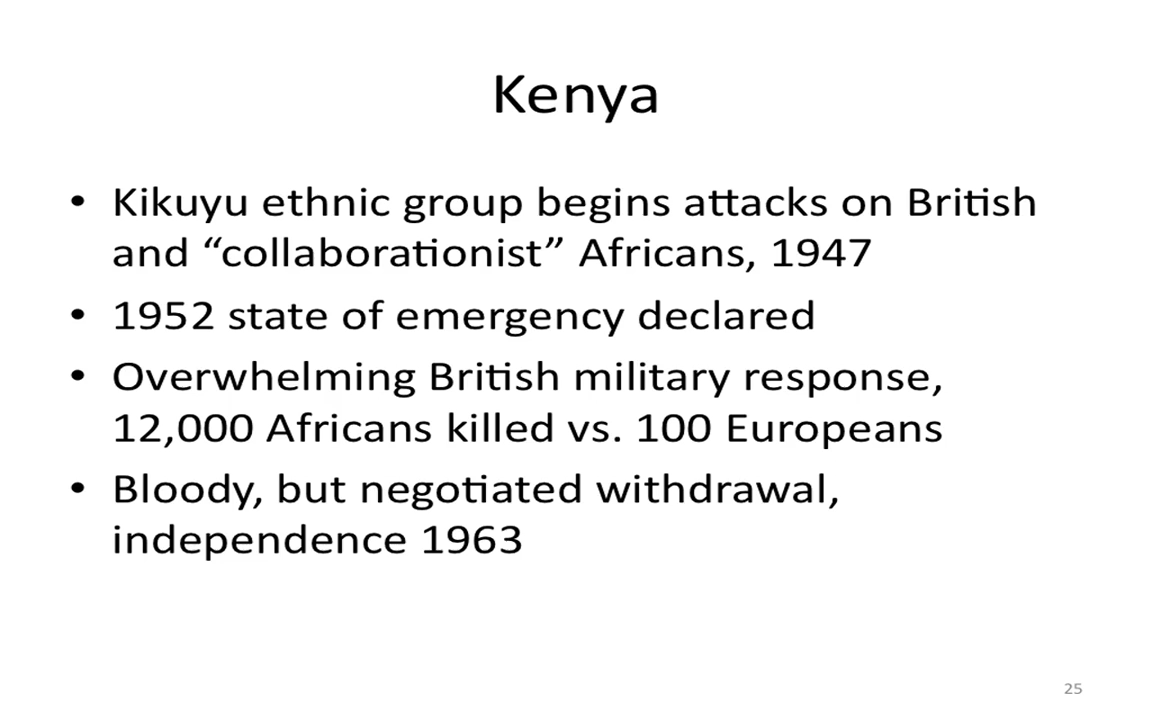 Kenya
• Kikuyu ethnic group begins attacks on British
and “collaborationist” Africans, 1947
• 1952 state of emergency declared
• Overwhelming British military response,
12,000 Africans killed vs. 100 Europeans
• Bloody, but negotiated withdrawal,
independence 1963
25